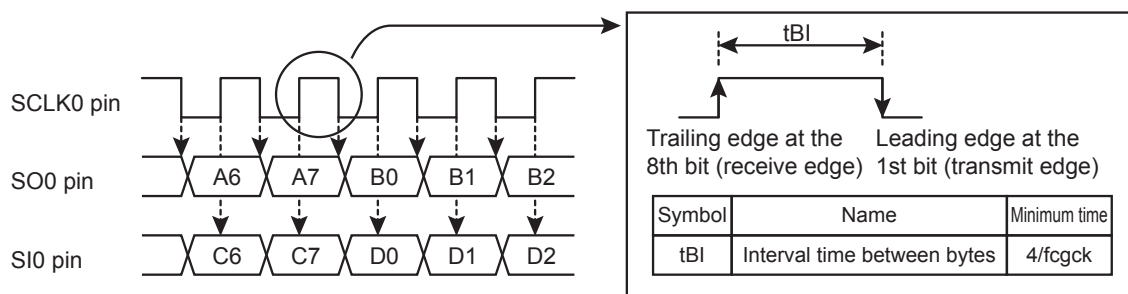 SCLK0 pin
SO0 pin
A6 A7 B0 B1 B2
SI0 pin
C6 C7 D0 D1 D2
tBI
Trailing edge at the
8th bit (receive edge)
Leading edge at the
1st bit (transmit edge)
Symbol Name Minimum time
tBI Interval time between bytes 4/fcgck